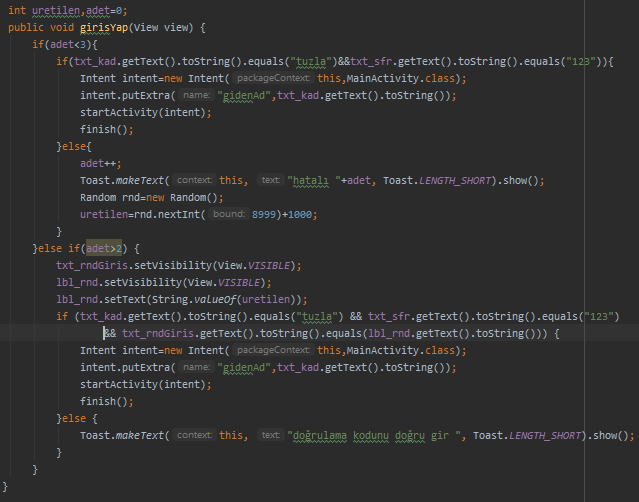 int uretilen,adet=0;
public void girisYap(View view) {
if(adet<3){
if(txt_kad.getText().toString().equals("tuzla")&&txt_sfr.getText().toString().equals("123")){
Intent intent=new Intent( packageContext: this,MainActivity.class);
intent.putExtra( name: "gidenAd",txt_kad.getText().toString());
startActivity(intent);
finish();
}else{
adet++;
Toast.makeText( context: this, text: "hatalı "+adet, Toast.LENGTH_SHORT).show();
Random rnd=new Random();
uretilen=rnd.nextInt( bound: 8999)+1000;
}
}else if(adet>2) {
txt_rndGiris.setVisibility(View.VISIBLE);
lbl_rnd.setVisibility(View.VISIBLE);
lbl_rnd.setText(String.valueOf(uretilen));
if (txt_kad.getText().toString().equals("tuzla") && txt_sfr.getText().toString().equals("123")
&& txt_rndGiris.getText().toString().equals(lbl_rnd.getText().toString())) {
Intent intent=new Intent( packageContext: this,MainActivity.class);
intent.putExtra( name: "gidenAd",txt_kad.getText().toString());
startActivity(intent);
finish();
}else {
Toast.makeText( context: this, text: "doğrulama kodunu doğru gir ", Toast.LENGTH_SHORT).show();
}
}
}